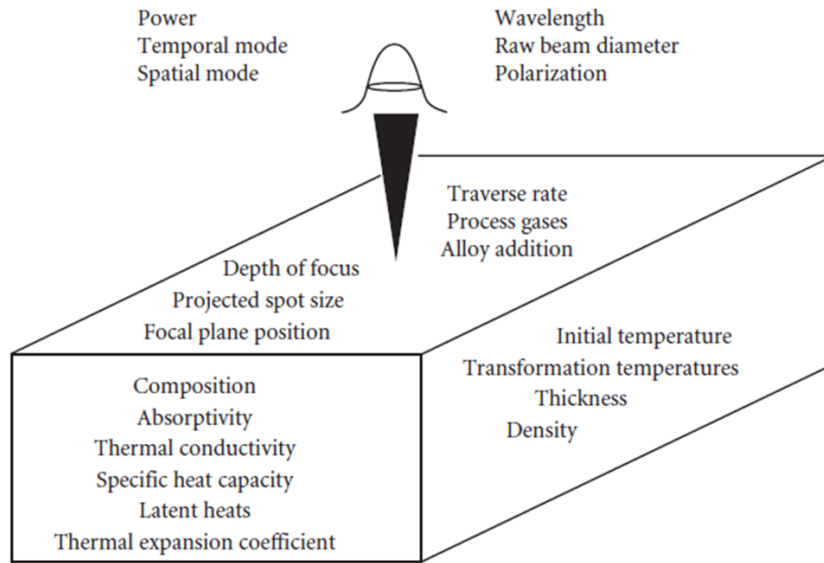 Power
Temporal mode
Spatial mode
Wavelength
Raw beam diameter
Polarization
Traverse rate
Process gases
Alloy addition
Depth of focus
Projected spot size
Focal plane position
Initial temperature
Transformation temperatures
Thickness
Density
Composition
Absorptivity
Thermal conductivity
Specific heat capacity
Latent heats
Thermal expansion coefficient